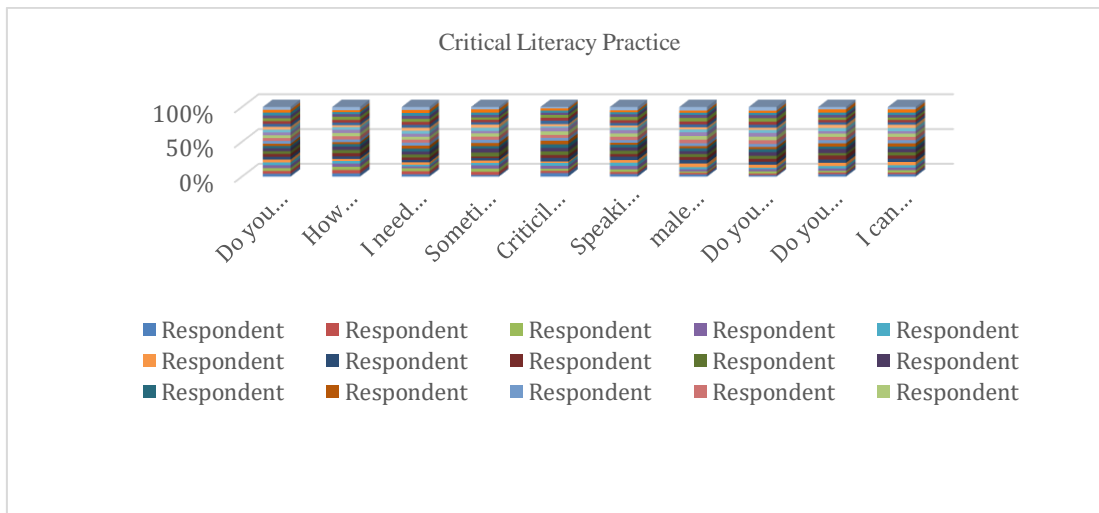 Critical Literacy Practice
100%
50%
0%
Do you...
How...
I need...
Someti...
Criticil...
Speaki...
male...
Do you...
Do you...
I can...
Respondent Respondent Respondent Respondent Respondent
Respondent Respondent Respondent Respondent Respondent
Respondent Respondent Respondent Respondent Respondent